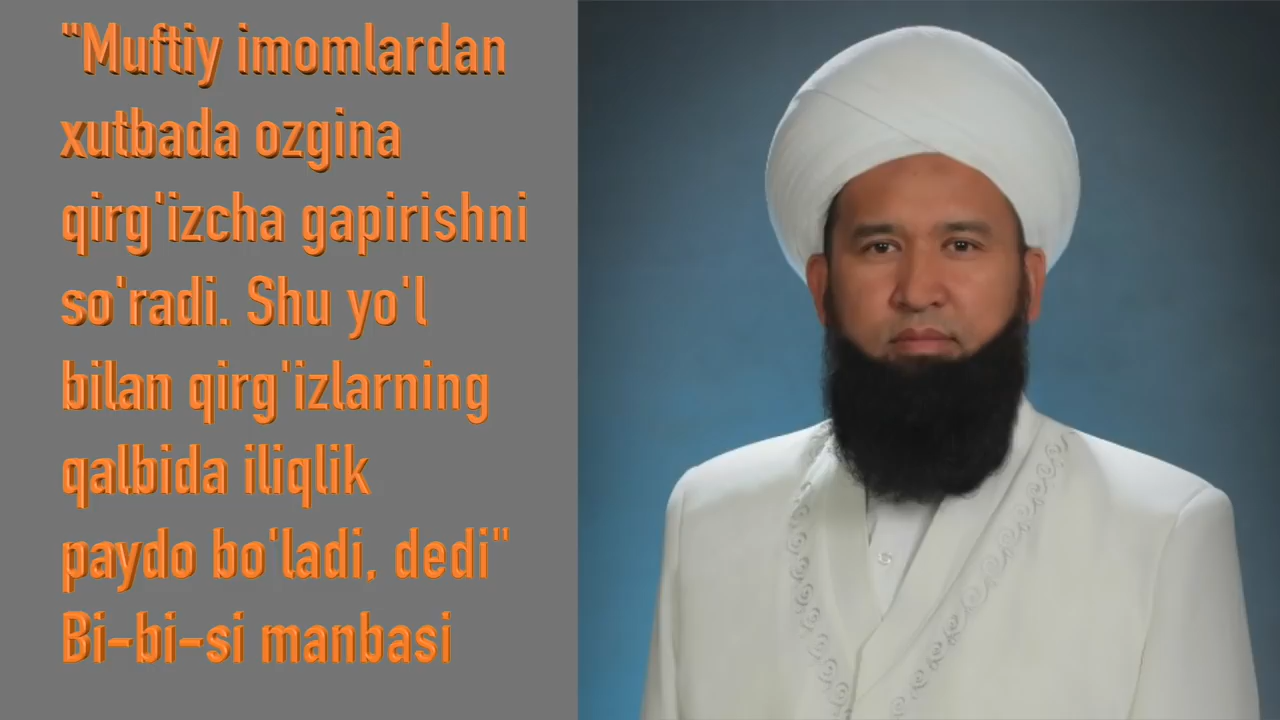 "Muftiy imomlardan
xutbada ozgina
qirg'izcha gapirishni
so'radi. Shu yo'l
bilan qirg'izlarning
qalbida iliqlik
paydo bo'ladi, dedi"
Bi-bi-si manbasi